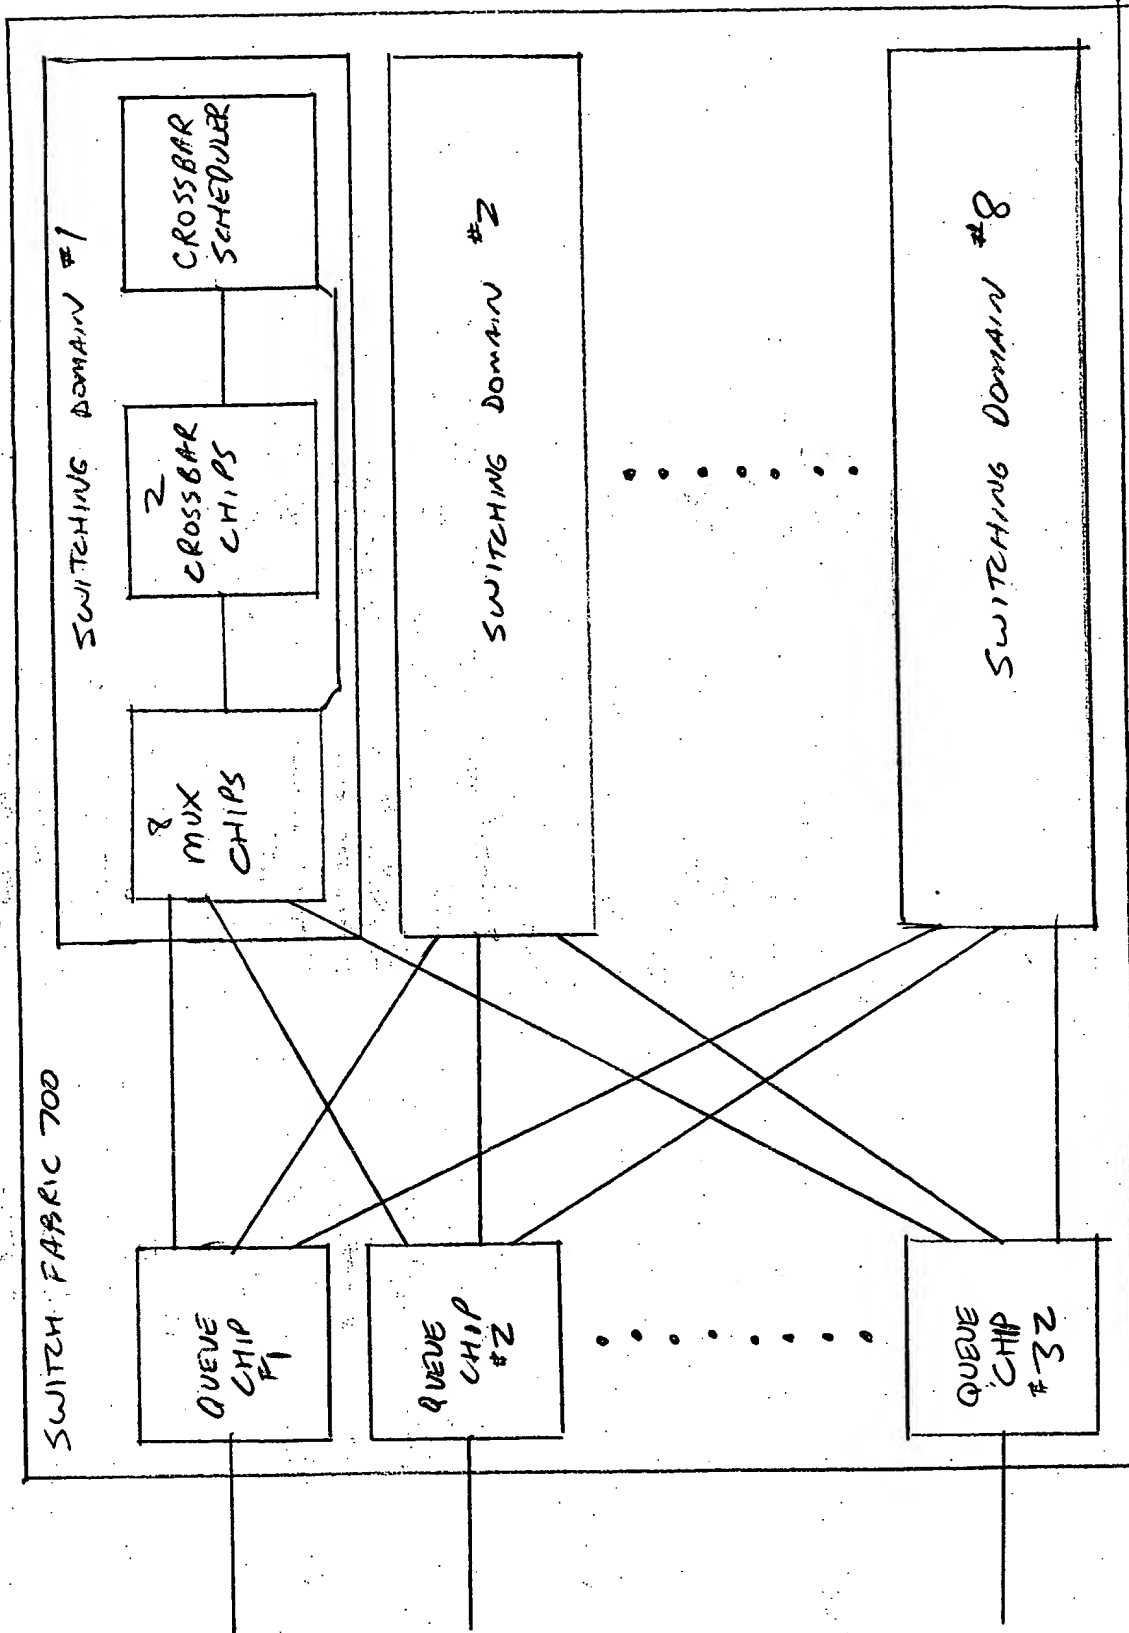 SWITCH FABRIC 700
SWITCHING DOMAIN #1
QUEUE
CHIP
#1
8
MUX
CHIPS
2
CROSSBAR
CHIPS
CROSSBAR
SCHEDULER
QUEUE
CHIP
#2
SWITCHING DOMAIN #2
QUEUE
CHIP
#32
SWITCHING DOMAIN #8